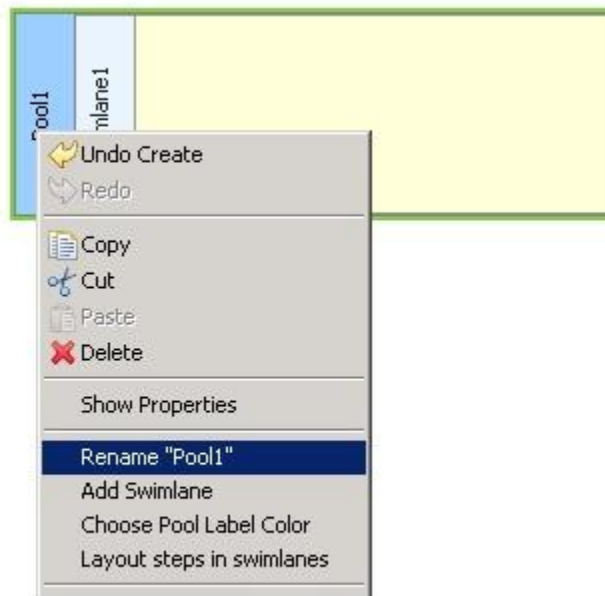 Pool1
mlane1
Undo Create
Redo
Copy
Cut
Paste
Delete
Show Properties
Rename "Pool1"
Add Swimlane
Choose Pool Label Color
Layout steps in swimlanes